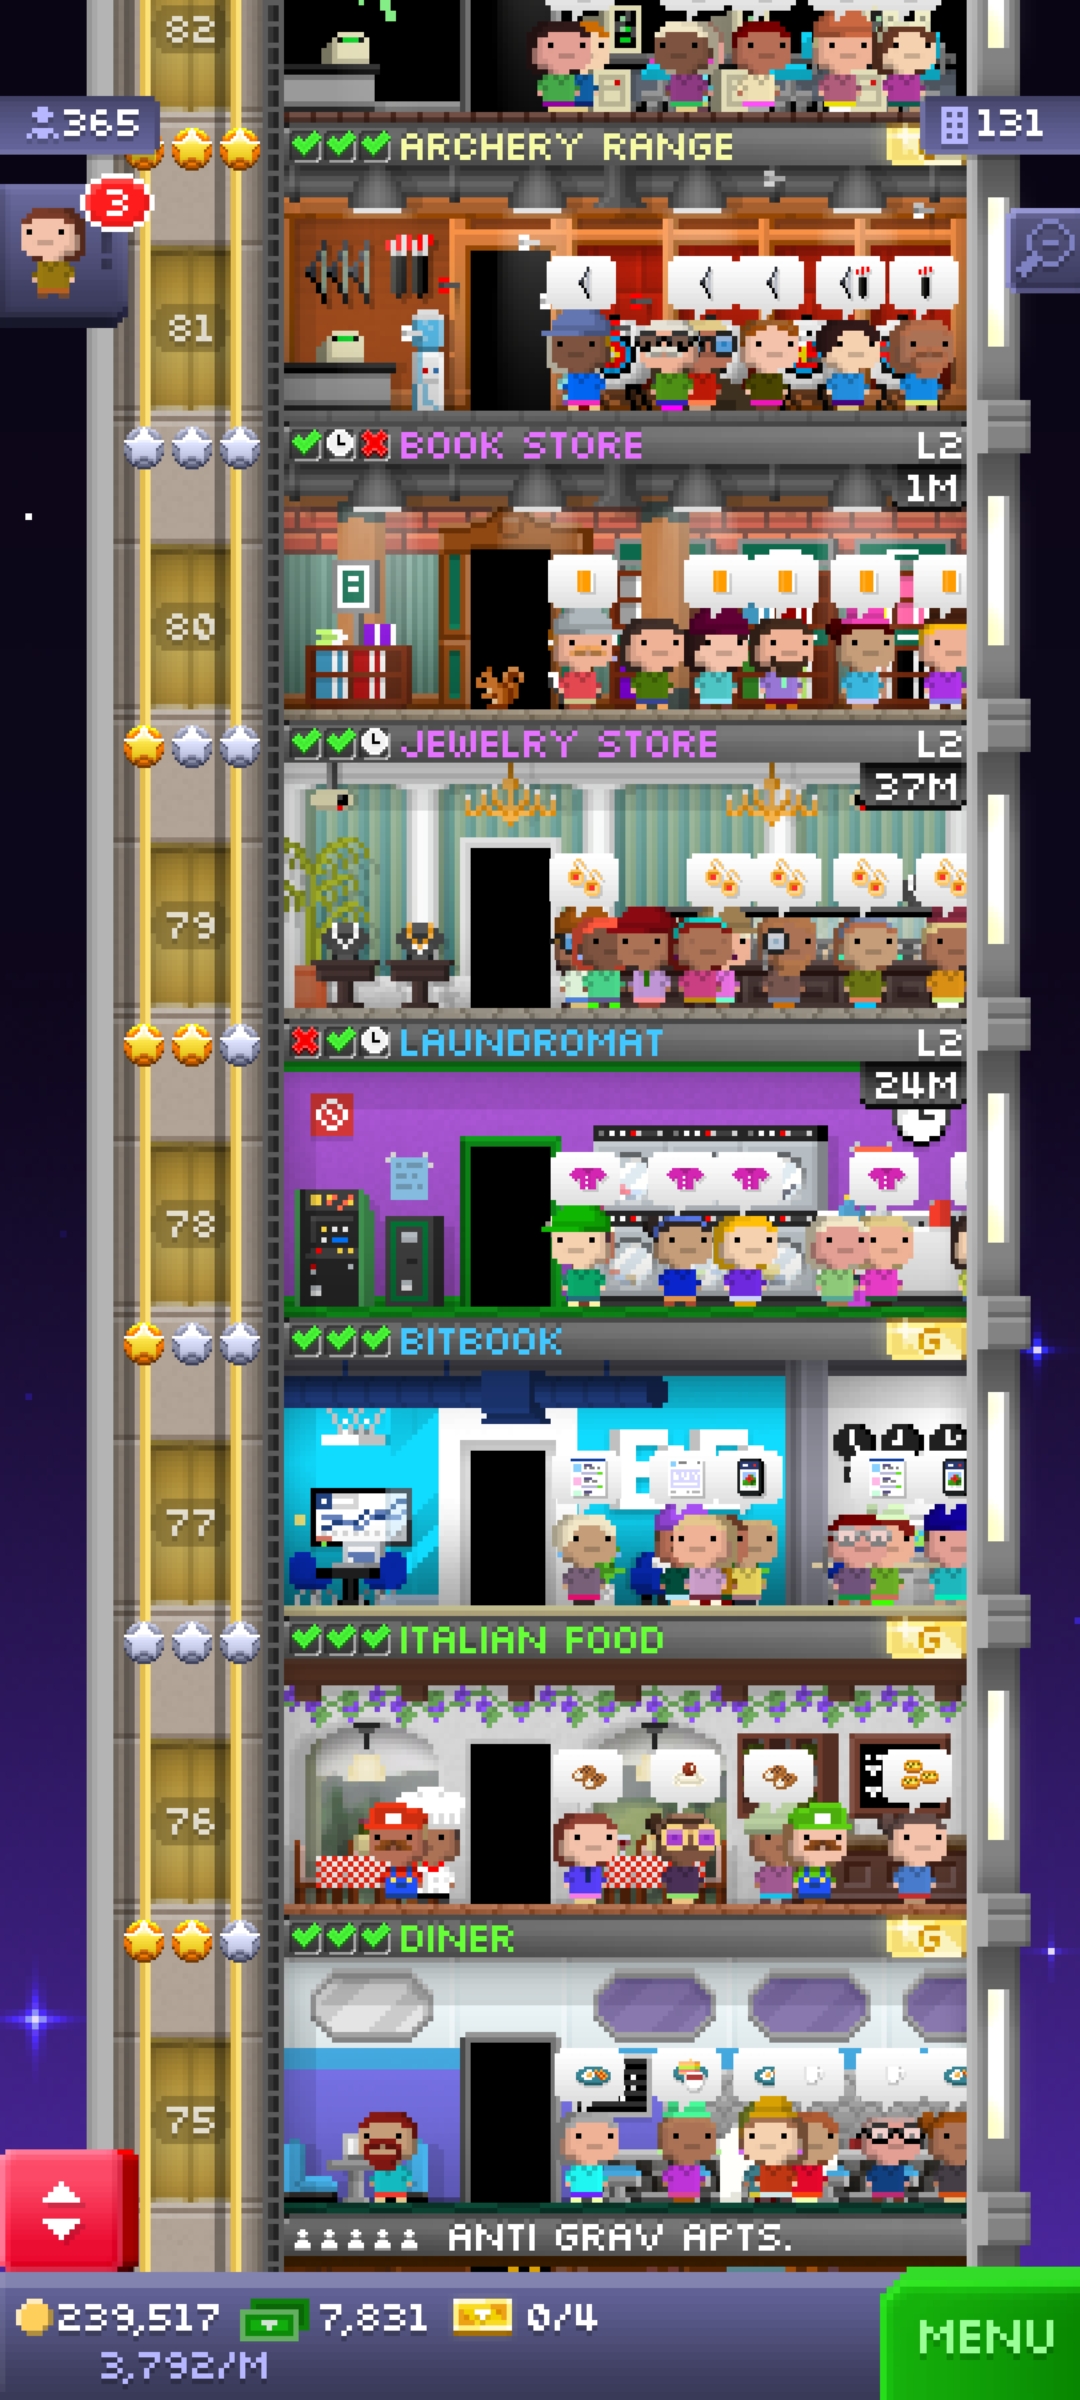 82
365
131
ARCHERY RANGE
3
81
BOOK STORE L2
1M
80
JEWELRY STORE L2
37M
79
LAUNDROMAT L2
24M
78
BITBOOK G
77
ITALIAN FOOD G
76
DINER G
75
ANTI GRAV APTS.
239,517 7,831 0/4
3,792/M
MENU